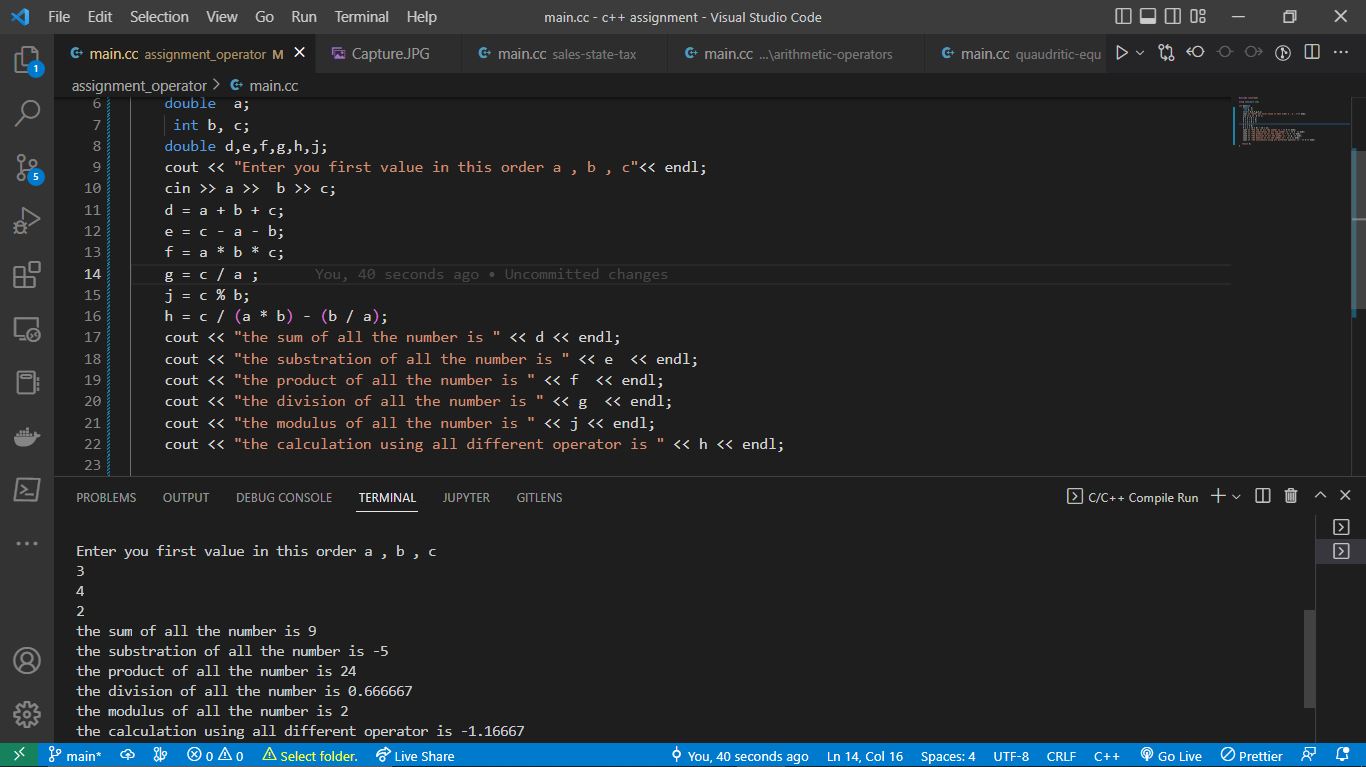 File Edit Selection View Go Run Terminal Help main.cc - c++ assignment - Visual Studio Code
main.cc assignment_operator M Capture.JPG main.cc sales-state-tax main.cc ...\arithmetic-operators main.cc quaudritic-equ
assignment_operator > main.cc
6 double  a;
7 int b, c;
8 double d,e,f,g,h,j;
9 cout << "Enter you first value in this order a , b , c"<< endl;
10 cin >> a >>  b >> c;
11 d = a + b + c;
12 e = c - a - b;
13 f = a * b * c;
14 g = c / a ; You, 40 seconds ago • Uncommitted changes
15 j = c % b;
16 h = c / (a * b) - (b / a);
17 cout << "the sum of all the number is " << d << endl;
18 cout << "the substration of all the number is " << e  << endl;
19 cout << "the product of all the number is " << f  << endl;
20 cout << "the division of all the number is " << g  << endl;
21 cout << "the modulus of all the number is " << j << endl;
22 cout << "the calculation using all different operator is " << h << endl;
23
1
5
PROBLEMS OUTPUT DEBUG CONSOLE TERMINAL JUPYTER GITLENS C/C++ Compile Run
Enter you first value in this order a , b , c
3
4
2
the sum of all the number is 9
the substration of all the number is -5
the product of all the number is 24
the division of all the number is 0.666667
the modulus of all the number is 2
the calculation using all different operator is -1.16667
main* 0 0 Select folder. Live Share You, 40 seconds ago Ln 14, Col 16 Spaces: 4 UTF-8 CRLF C++ Go Live Prettier